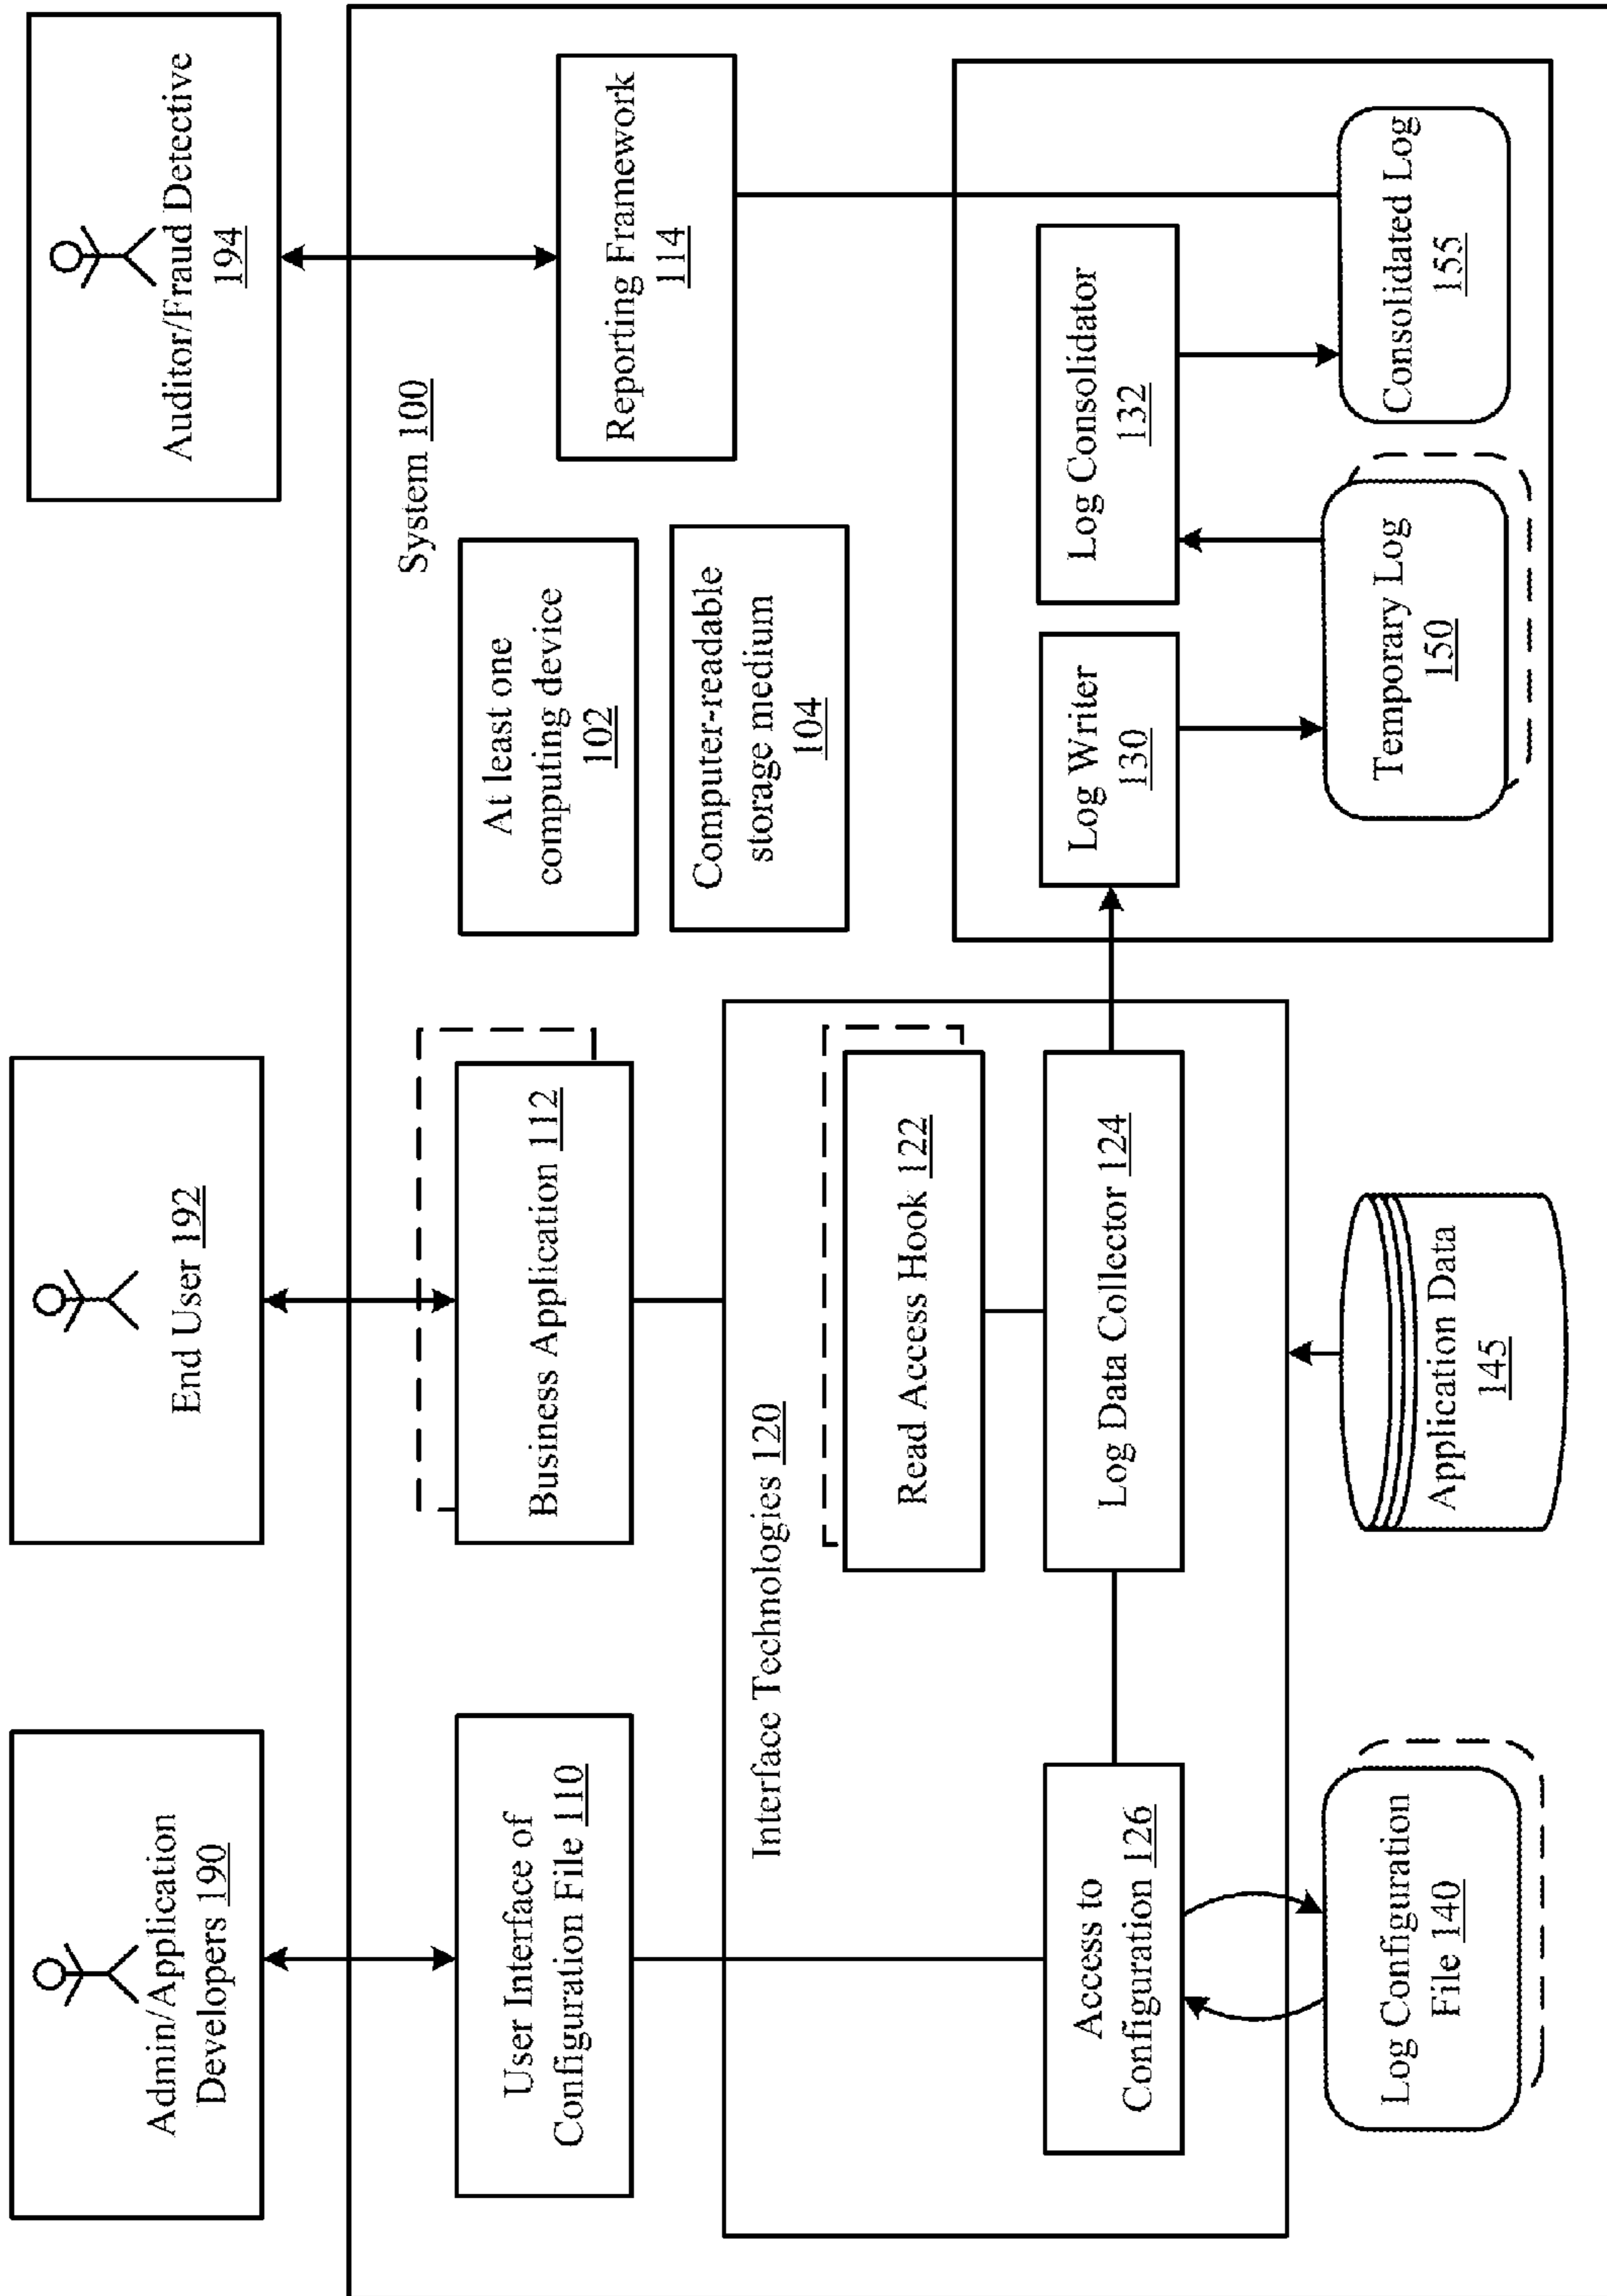 Admin/Application
Developers 190
End User 192
Auditor/Fraud Detective
194
System 100
User Interface of
Configuration File 110
Business Application 112
At least one
computing device
102
Computer-readable
storage medium
104
Reporting Framework
114
Interface Technologies 120
Read Access Hook 122
Access to
Configuration 126
Log Data Collector 124
Log Writer
130
Log Consolidator
132
Log Configuration
File 140
Application Data
145
Temporary Log
150
Consolidated Log
155